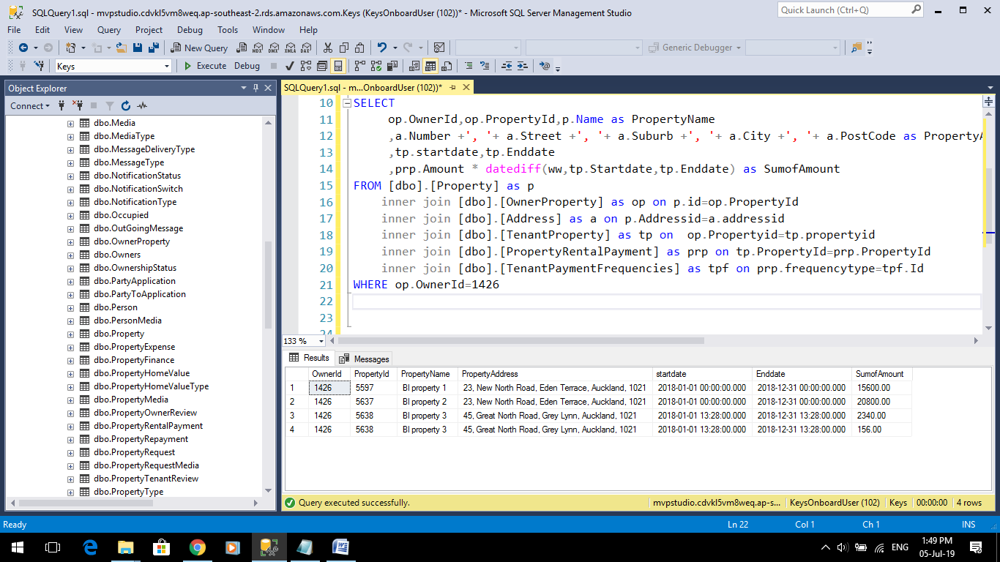 SQLQuery1.sql - mvpstudio.cdvkl5vm8weq.ap-southeast-2.rds.amazonaws.com.Keys (KeysOnboardUser (102))* - Microsoft SQL Server Management Studio
Quick Launch (Ctrl+Q)
File Edit View Query Project Debug Tools Window Help
New Query MDX DMX XMLA DAX Generic Debugger
Keys Execute Debug
Object Explorer
Connect
dbo.Media
dbo.MediaType
dbo.MessageDeliveryType
dbo.MessageType
dbo.NotificationStatus
dbo.NotificationSwitch
dbo.NotificationType
dbo.Occupied
dbo.OutGoingMessage
dbo.OwnerProperty
dbo.Owners
dbo.OwnershipStatus
dbo.PartyApplication
dbo.PartyToApplication
dbo.Person
dbo.PersonMedia
dbo.Property
dbo.PropertyExpense
dbo.PropertyFinance
dbo.PropertyHomeValue
dbo.PropertyHomeValueType
dbo.PropertyMedia
dbo.PropertyOwnerReview
dbo.PropertyRentalPayment
dbo.PropertyRepayment
dbo.PropertyRequest
dbo.PropertyRequestMedia
dbo.PropertyTenantReview
dbo.PropertyType
SQLQuery1.sql - m...OnboardUser (102))*
10 SELECT
11 op.OwnerId,op.PropertyId,p.Name as PropertyName
12 ,a.Number +', '+ a.Street +', '+ a.Suburb +', '+ a.City +', '+ a.PostCode as PropertyA
13 ,tp.startdate,tp.Enddate
14 ,prp.Amount * datediff(ww,tp.Startdate,tp.Enddate) as SumofAmount
15 FROM [dbo].[Property] as p
16 inner join [dbo].[OwnerProperty] as op on p.id=op.PropertyId
17 inner join [dbo].[Address] as a on p.Addressid=a.addressid
18 inner join [dbo].[TenantProperty] as tp on  op.Propertyid=tp.propertyid
19 inner join [dbo].[PropertyRentalPayment] as prp on tp.PropertyId=prp.PropertyId
20 inner join [dbo].[TenantPaymentFrequencies] as tpf on prp.frequencytype=tpf.Id
21 WHERE op.OwnerId=1426
22
23
24
133 %
Results Messages
OwnerId PropertyId PropertyName PropertyAddress startdate Enddate SumofAmount
1 1426 5597 BI property 1 23, New North Road, Eden Terrace, Auckland, 1021 2018-01-01 00:00:00.000 2018-12-31 00:00:00.000 15600.00
2 1426 5637 BI property 2 23, New North Road, Eden Terrace, Auckland, 1021 2018-01-01 00:00:00.000 2018-12-31 00:00:00.000 20800.00
3 1426 5638 BI property 3 45, Great North Road, Grey Lynn, Auckland, 1021 2018-01-01 13:28:00.000 2018-12-31 13:28:00.000 2340.00
4 1426 5638 BI property 3 45, Great North Road, Grey Lynn, Auckland, 1021 2018-01-01 13:28:00.000 2018-12-31 13:28:00.000 156.00
Query executed successfully. mvpstudio.cdvkl5vm8weq.ap-s... KeysOnboardUser (102) Keys 00:00:00 4 rows
Ready Ln 22 Col 1 Ch 1 INS
ENG 1:49 PM
05-Jul-19